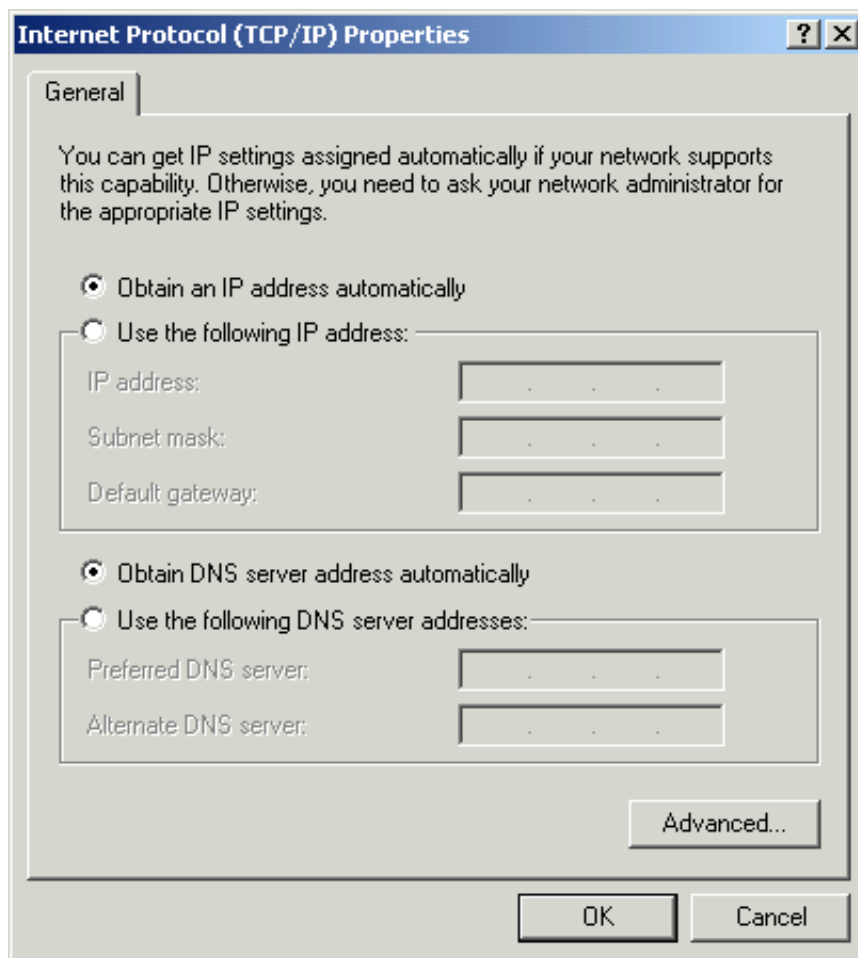 Internet Protocol (TCP/IP) Properties
General
You can get IP settings assigned automatically if your network supports
this capability. Otherwise, you need to ask your network administrator for
the appropriate IP settings.
Obtain an IP address automatically
Use the following IP address:
IP address:
Subnet mask:
Default gateway:
Obtain DNS server address automatically
Use the following DNS server addresses:
Preferred DNS server:
Alternate DNS server:
Advanced...
OK Cancel